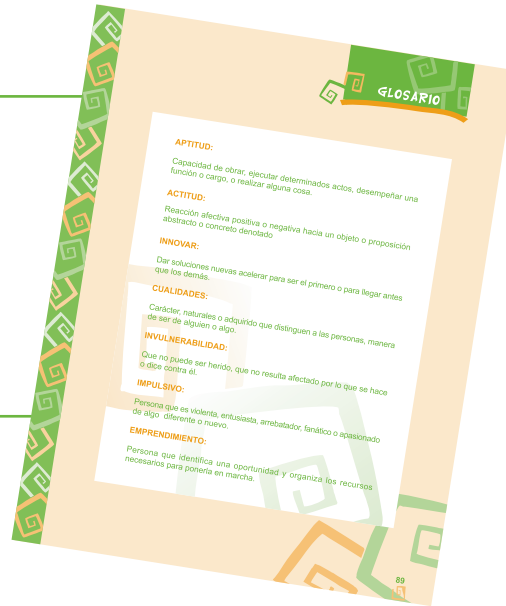 GLOSARIO
APTITUD:
Capacidad de obrar, ejecutar determinados actos, desempeñar una
función o cargo, o realizar alguna cosa.
ACTITUD:
Reacción afectiva positiva o negativa hacia un objeto o proposición
abstracto o concreto denotado
INNOVAR:
Dar soluciones nuevas acelerar para ser el primero o para llegar antes
que los demás.
CUALIDADES:
Carácter, naturales o adquirido que distinguen a las personas, manera
de ser de alguien o algo.
INVULNERABILIDAD:
Que no puede ser herido, que no resulta afectado por lo que se hace
o dice contra él.
IMPULSIVO:
Persona que es violenta, entusiasta, arrebatador, fanático o apasionado
de algo diferente o nuevo.
EMPRENDIMIENTO:
Persona que identifica una oportunidad y organiza los recursos
necesarios para ponerla en marcha.
89